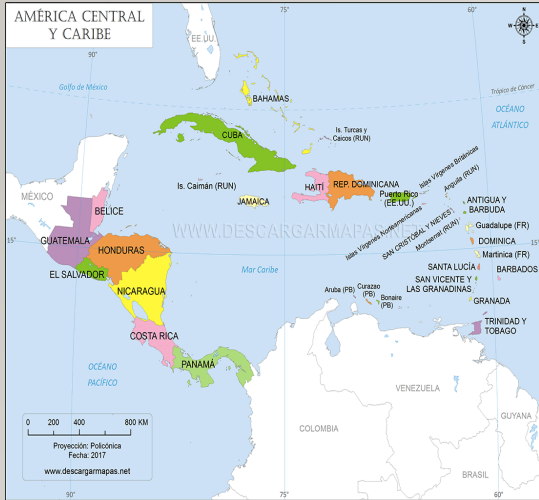 AMÉRICA CENTRAL
Y CARIBE
90°
75°
EE.UU.
N
W
E
S
Golfo de México
BAHAMAS
Trópico de Cáncer
OCÉANO
ATLÁNTICO
CUBA
Is. Turcas y
Caicos (RUN)
MÉXICO
Is. Caimán (RUN)
HAITÍ
REP. DOMINICANA
Puerto Rico
(EE.UU.)
Islas Vírgenes Británicas
Anguila (RUN)
BELICE
JAMAICA
ANTIGUA Y
BARBUDA
Islas Vírgenes Norteamericanas
SAN CRISTÓBAL Y NIEVES
Montserrat (RUN)
Guadalupe (FR)
WWW.DESCARGARMAPAS.NET
15°
GUATEMALA
HONDURAS
DOMINICA
15°
Martinica (FR)
EL SALVADOR
Mar Caribe
SANTA LUCÍA
BARBADOS
NICARAGUA
Aruba (PB)
Curazao
(PB)
Bonaire
(PB)
SAN VICENTE Y
LAS GRANADINAS
GRANADA
COSTA RICA
TRINIDAD Y
TOBAGO
PANAMÁ
OCÉANO
PACÍFICO
VENEZUELA
COLOMBIA
GUYANA
BRASIL
0 200 400 800 KM
Proyección: Policónica
Fecha: 2017
www.descargarmapas.net
90°
75°